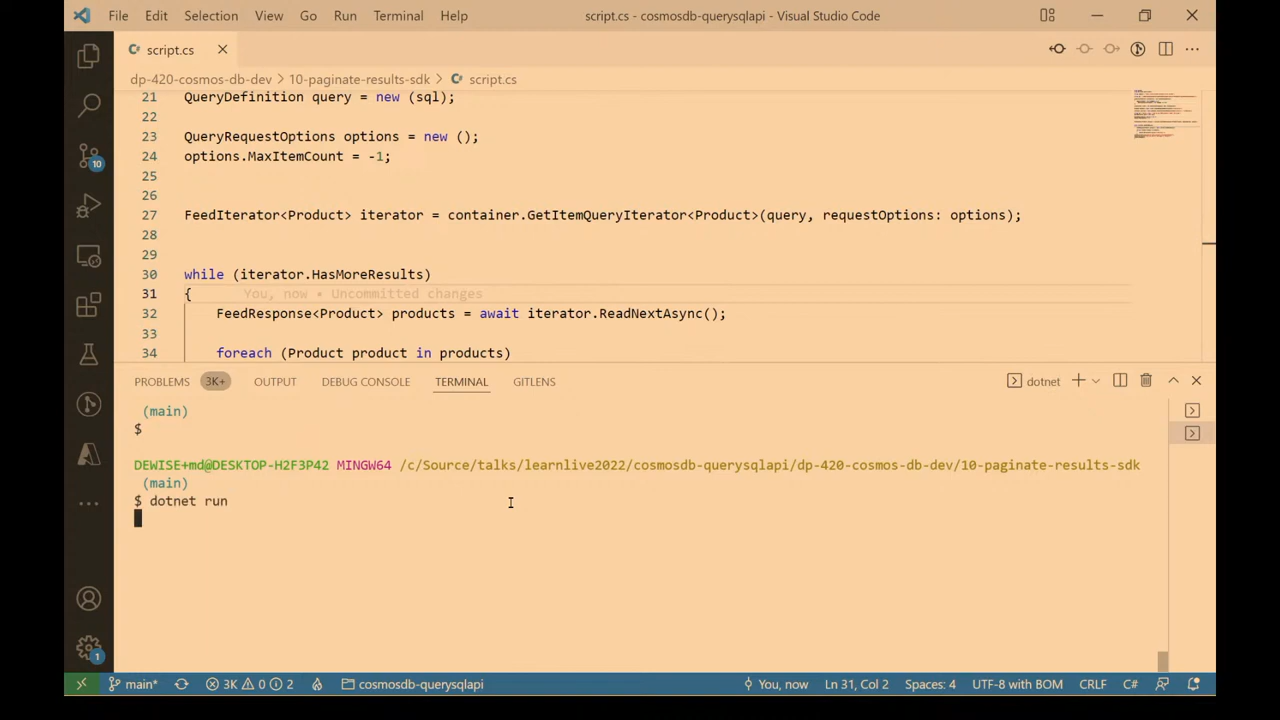 File Edit Selection View Go Run Terminal Help script.cs - cosmosdb-querysqlapi - Visual Studio Code
script.cs
dp-420-cosmos-db-dev > 10-paginate-results-sdk > script.cs
21 QueryDefinition query = new (sql);
22
23 QueryRequestOptions options = new ();
24 options.MaxItemCount = -1;
25
26
27 FeedIterator<Product> iterator = container.GetItemQueryIterator<Product>(query, requestOptions: options);
28
29
30 while (iterator.HasMoreResults)
31 { You, now • Uncommitted changes
32 FeedResponse<Product> products = await iterator.ReadNextAsync();
33
34 foreach (Product product in products)
10
PROBLEMS 3K+ OUTPUT DEBUG CONSOLE TERMINAL GITLENS dotnet
(main)
$
DEWISE+md@DESKTOP-H2F3P42 MINGW64 /c/Source/talks/learnlive2022/cosmosdb-querysqlapi/dp-420-cosmos-db-dev/10-paginate-results-sdk
(main)
$ dotnet run
1
main* 3K 0 2 cosmosdb-querysqlapi You, now Ln 31, Col 2 Spaces: 4 UTF-8 with BOM CRLF C#